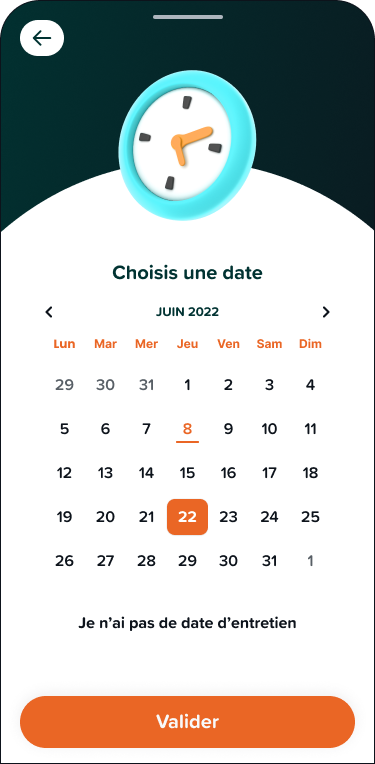 Choisis une date
JUIN 2022
Lun Mar Mer Jeu Ven Sam Dim
29 30 31 1 2 3 4
5 6 7 8 9 10 11
12 13 14 15 16 17 18
19 20 21 22 23 24 25
26 27 28 29 30 31 1
Je n’ai pas de date d’entretien
Valider